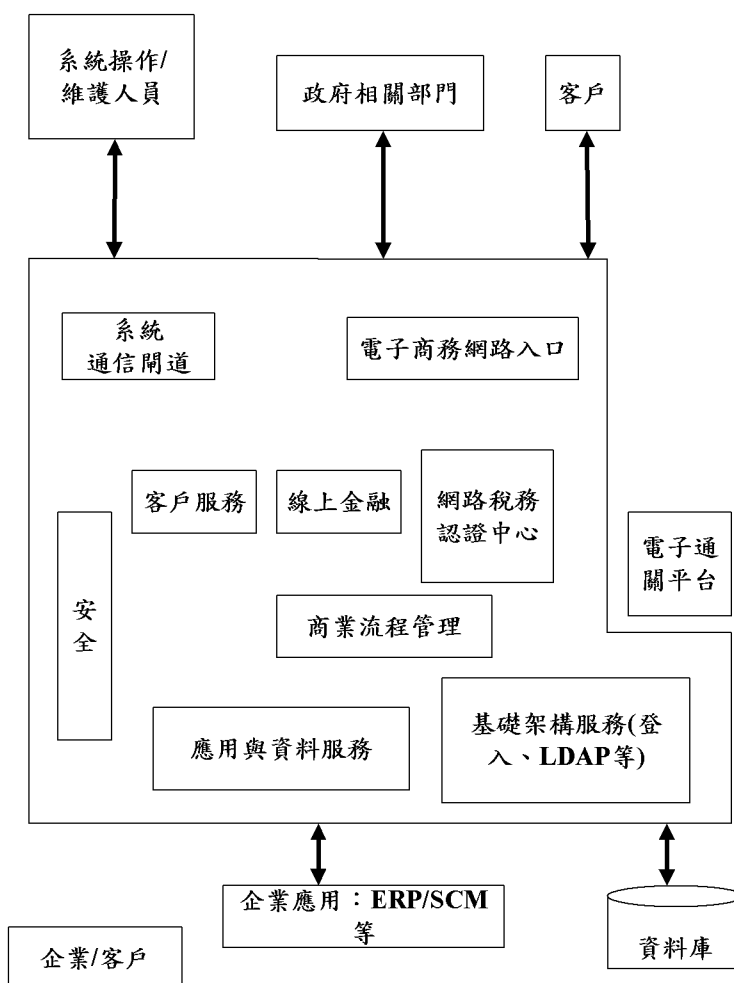 系統操作/
維護人員
政府相關部門
客戶
系統
通信閘道
電子商務網路入口
客戶服務
線上金融
網路稅務
認證中心
電子通
關平台
安
全
商業流程管理
應用與資料服務
基礎架構服務(登
入、LDAP等)
企業應用：ERP/SCM
等
資料庫
企業/客戶